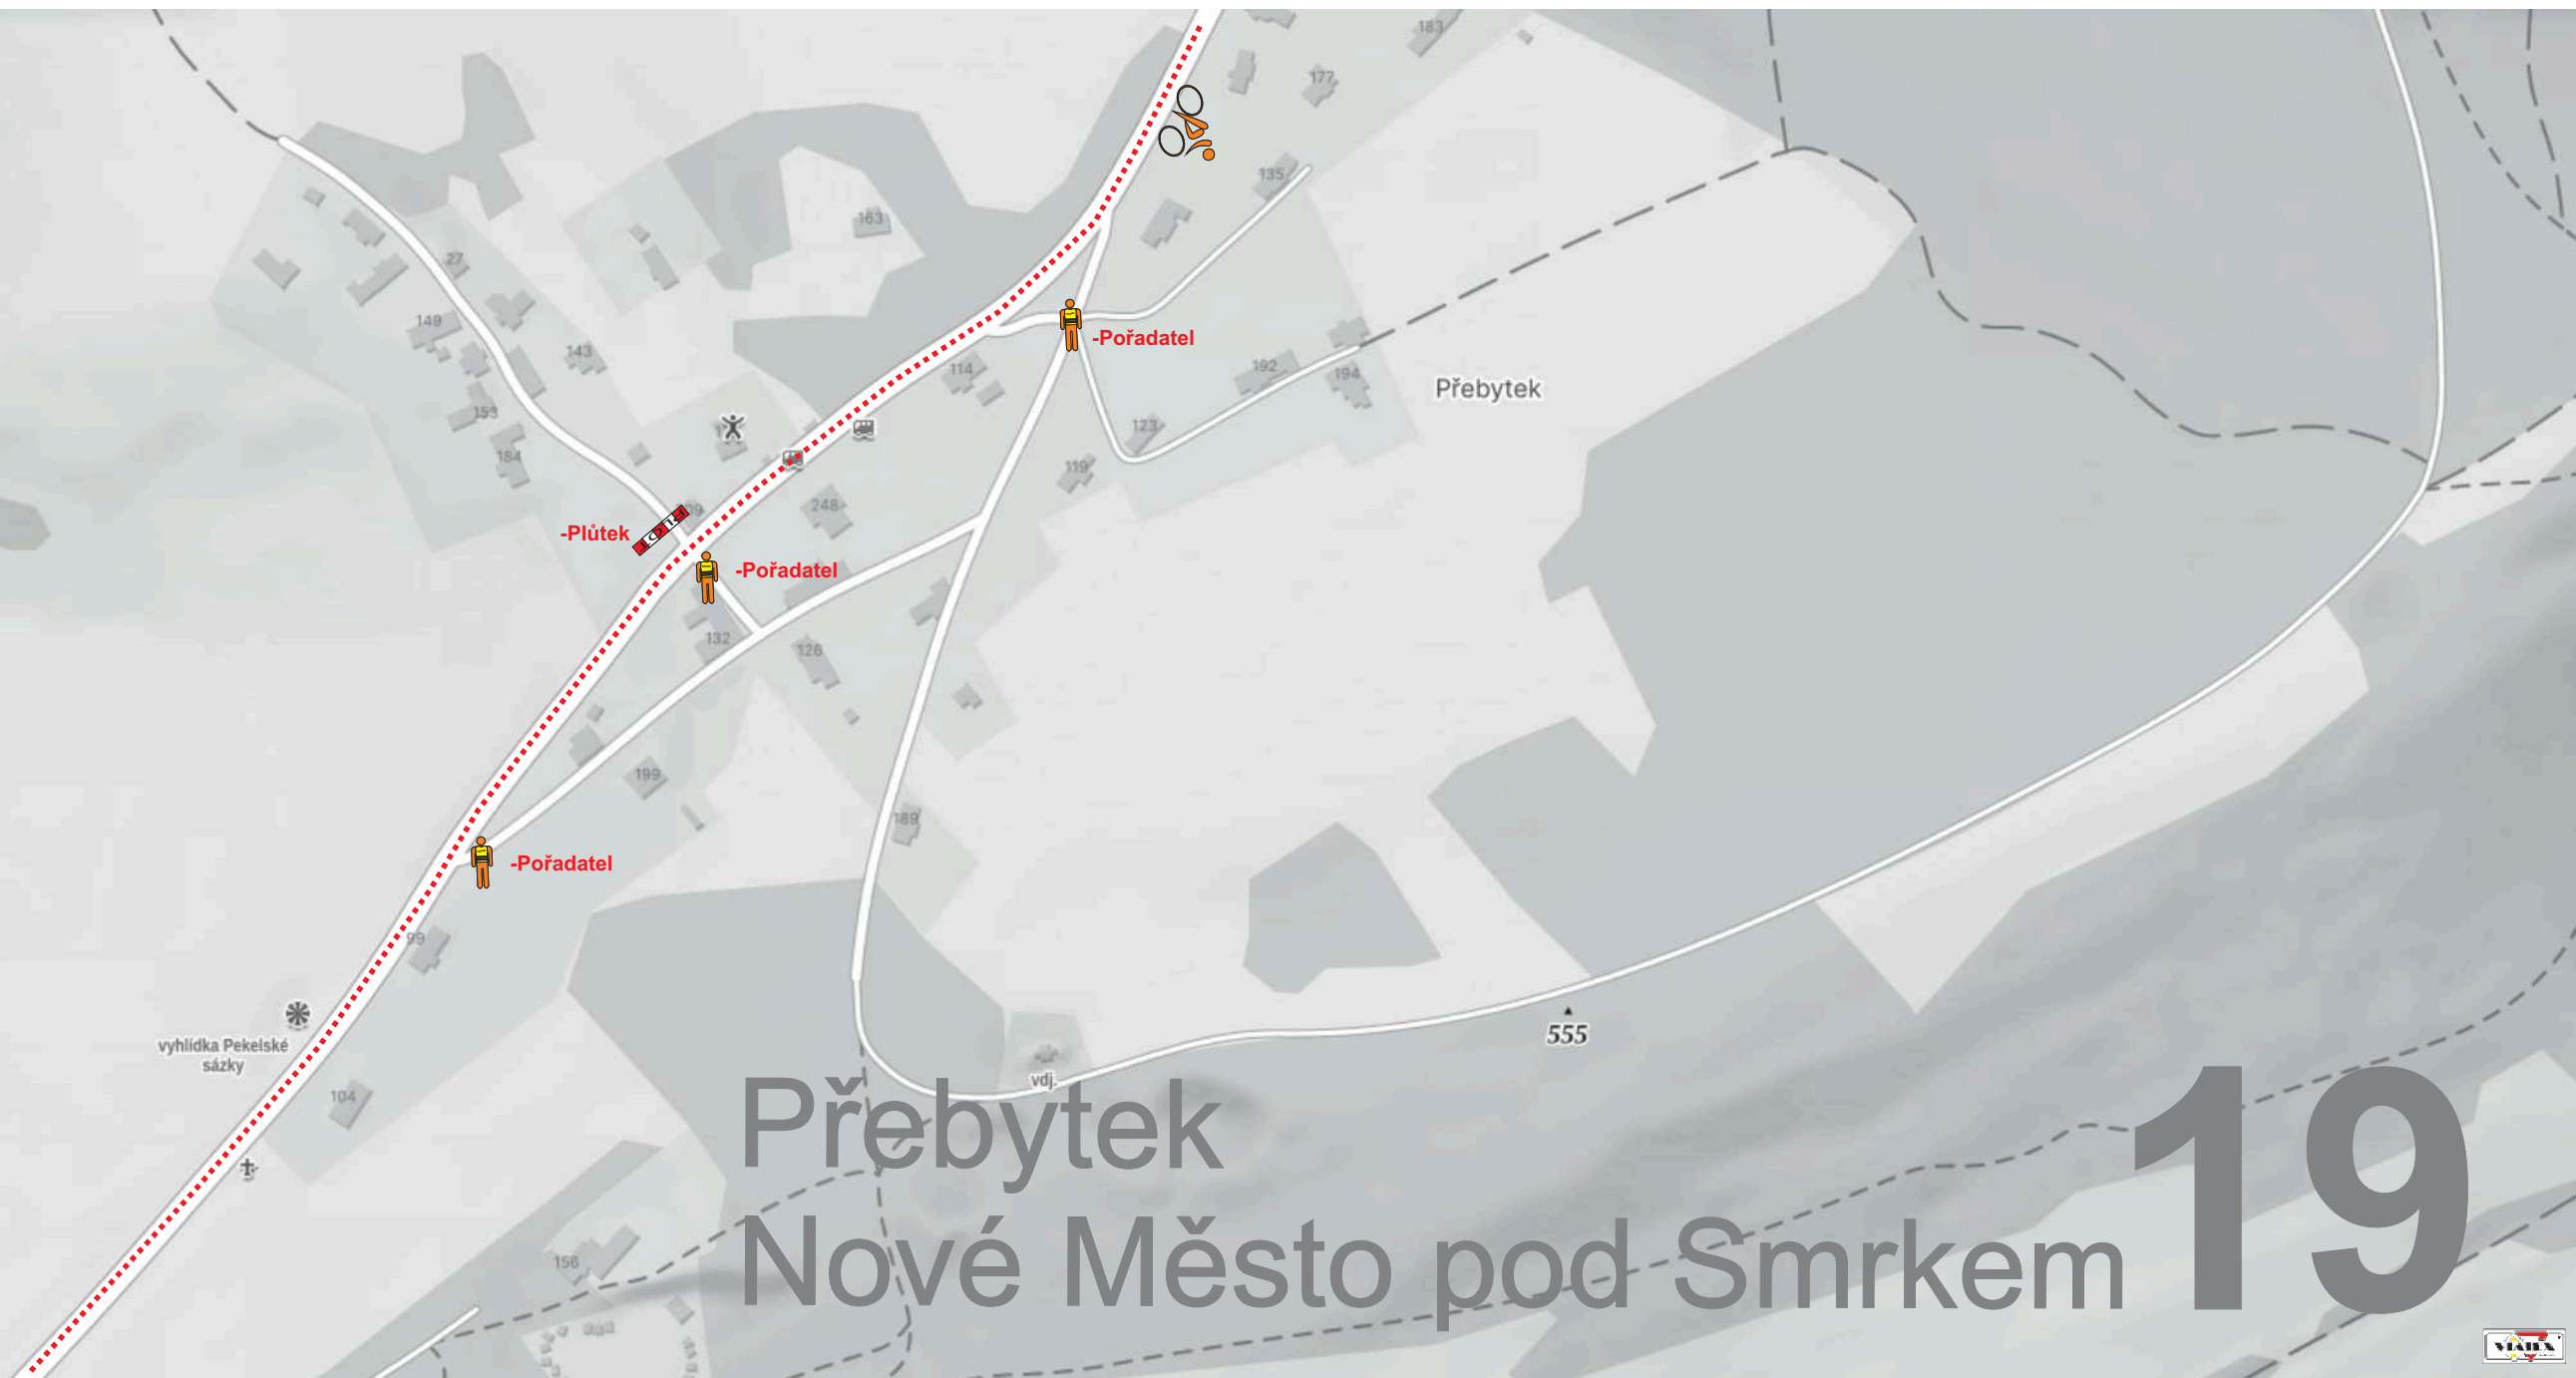 183
177
135
163
27
149
143
-Pořadatel
114
192
194
Přebytek
153
123
184
119
248
-Plůtek
-Pořadatel
132
126
199
189
-Pořadatel
99
555
vyhlídka Pekelské
sázky
vdj.
104
Přebytek
19
Nové Město pod Smrkem
156